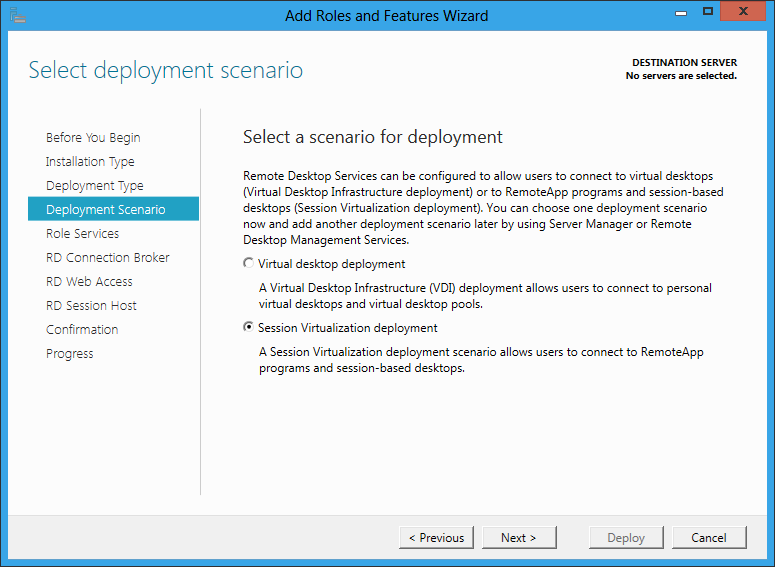 Add Roles and Features Wizard
Select deployment scenario
DESTINATION SERVER
No servers are selected.
Before You Begin
Installation Type
Deployment Type
Deployment Scenario
Role Services
RD Connection Broker
RD Web Access
RD Session Host
Confirmation
Progress
Select a scenario for deployment
Remote Desktop Services can be configured to allow users to connect to virtual desktops
(Virtual Desktop Infrastructure deployment) or to RemoteApp programs and session-based
desktops (Session Virtualization deployment). You can choose one deployment scenario
now and add another deployment scenario later by using Server Manager or Remote
Desktop Management Services.
Virtual desktop deployment
A Virtual Desktop Infrastructure (VDI) deployment allows users to connect to personal
virtual desktops and virtual desktop pools.
Session Virtualization deployment
A Session Virtualization deployment scenario allows users to connect to RemoteApp
programs and session-based desktops.
< Previous
Next >
Deploy
Cancel